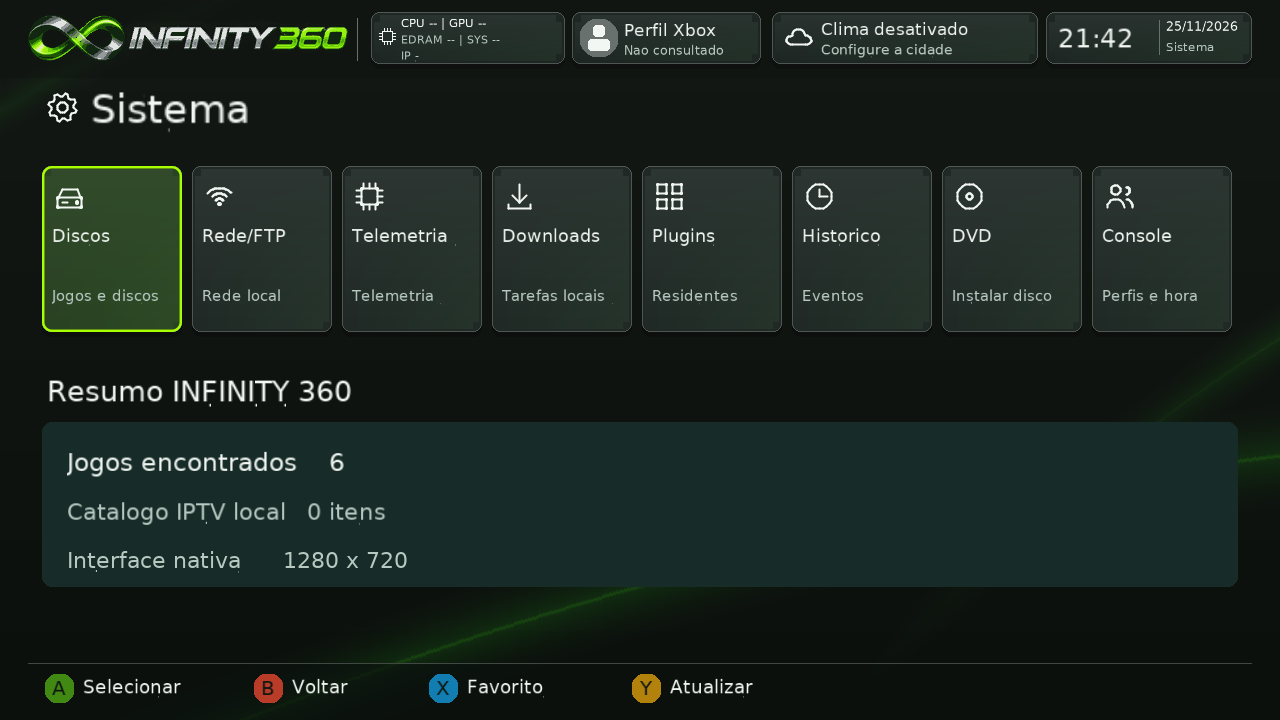 INFINITY 360
CPU -- | GPU --
EDRAM -- | SYS --
IP -
Perfil Xbox
Nao consultado
Clima desativado
Configure a cidade
21:42
25/11/2026
Sistema
Sistema
Discos
Jogos e discos
Rede/FTP
Rede local
Telemetria
Telemetria
Downloads
Tarefas locais
Plugins
Residentes
Historico
Eventos
DVD
Instalar disco
Console
Perfis e hora
Resumo INFINITY 360
Jogos encontrados 6
Catalogo IPTV local 0 itens
Interface nativa 1280 x 720
A Selecionar
B Voltar
X Favorito
Y Atualizar